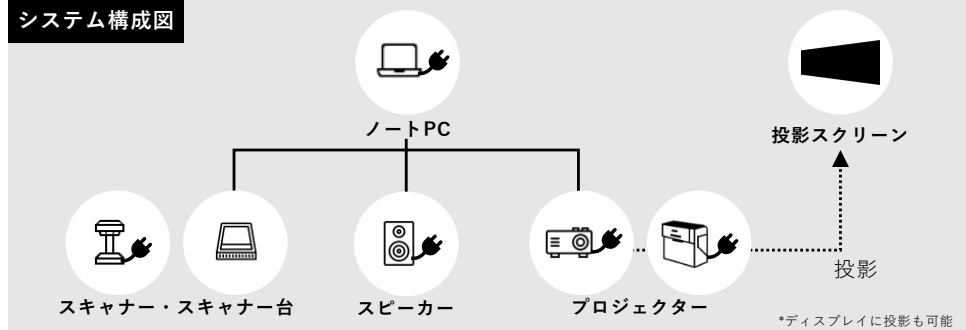 システム構成図
ノートPC
投影スクリーン
投影
スキャナー・スキャナー台
スピーカー
プロジェクター
*ディスプレイに投影も可能